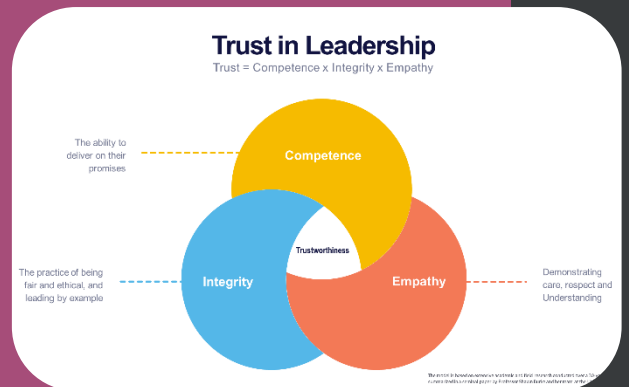 Trust in Leadership
Trust = Competence x Integrity x Empathy
The ability to
deliver on their
promises
Competence
Trustworthiness
The practice of being
fair and ethical, and
leading by example
Integrity
Empathy
Demonstrating
care, respect and
Understanding